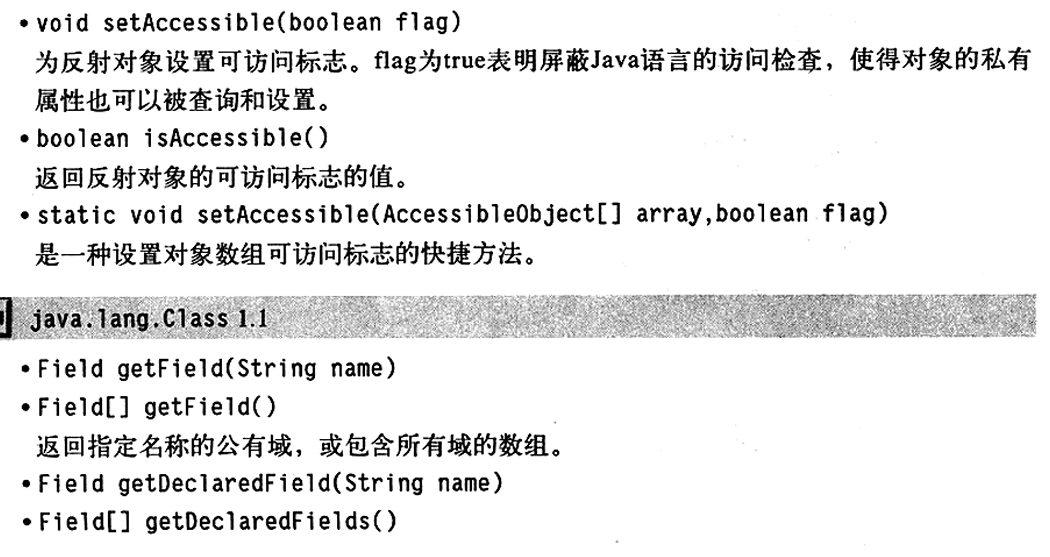 • void setAccessible(boolean flag)
为反射对象设置可访问标志。flag为true表明屏蔽Java语言的访问检查，使得对象的私有
属性也可以被查询和设置。
• boolean isAccessible()
返回反射对象的可访问标志的值。
• static void setAccessible(AccessibleObject[] array,boolean flag)
是一种设置对象数组可访问标志的快捷方法。
java.lang.Class 1.1
• Field getField(String name)
• Field[] getField()
返回指定名称的公有域，或包含所有域的数组。
• Field getDeclaredField(String name)
• Field[] getDeclaredFields()